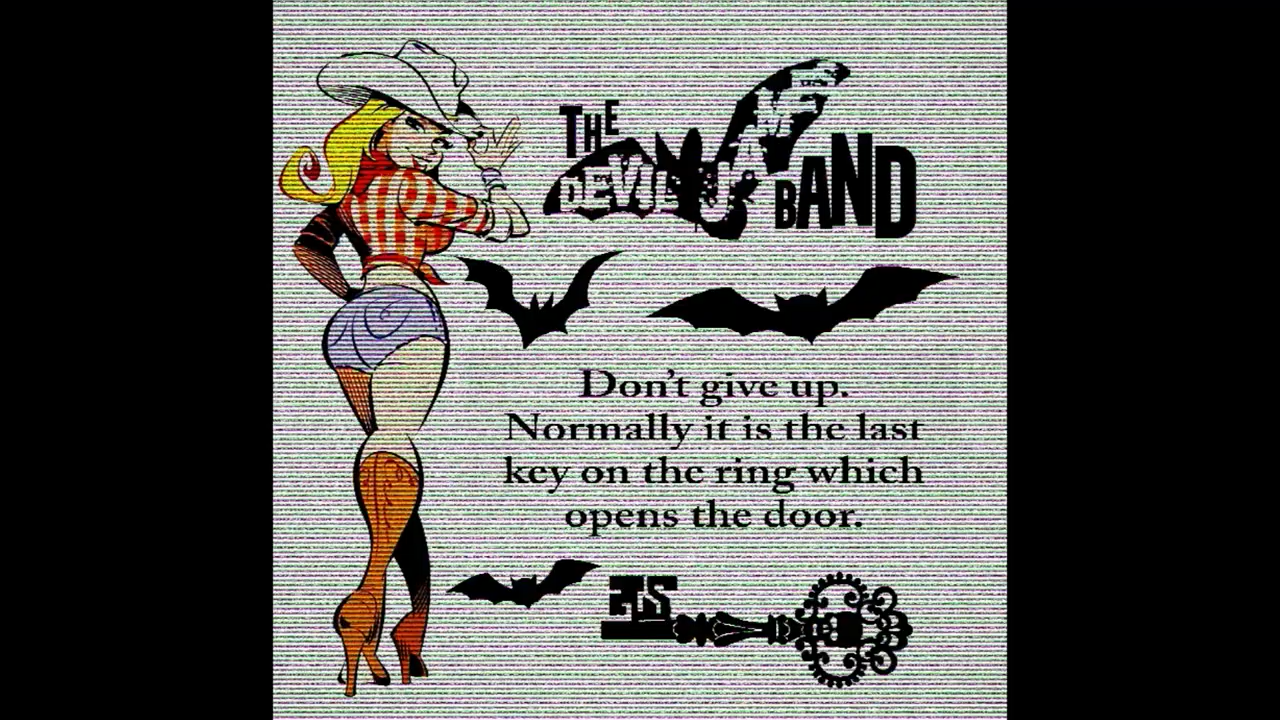 THE
DEVIL
BAND
Don't give up.
Normally it is the last
key on the ring which
opens the door.